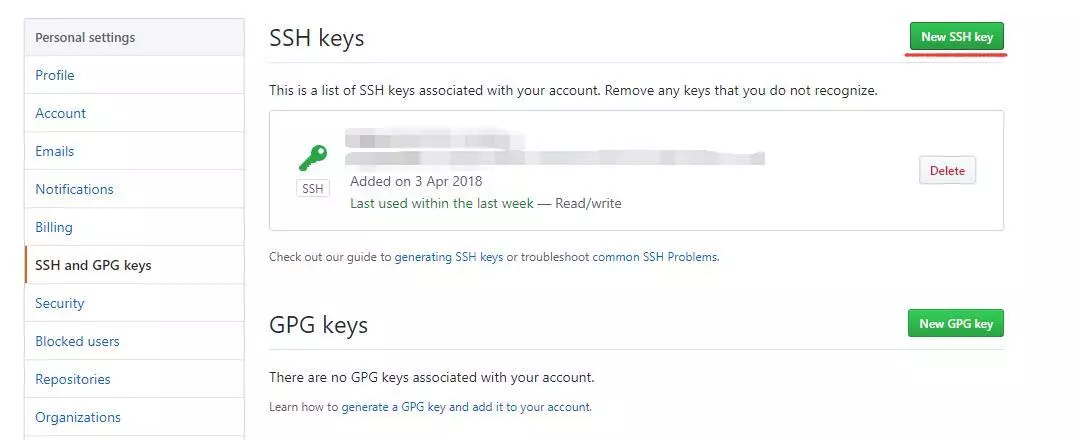 Personal settings
Profile
Account
Emails
Notifications
Billing
SSH and GPG keys
Security
Blocked users
Repositories
Organizations
SSH keys
New SSH key
This is a list of SSH keys associated with your account. Remove any keys that you do not recognize.
SSH
Added on 3 Apr 2018
Last used within the last week — Read/write
Delete
Check out our guide to generating SSH keys or troubleshoot common SSH Problems.
GPG keys
New GPG key
There are no GPG keys associated with your account.
Learn how to generate a GPG key and add it to your account.